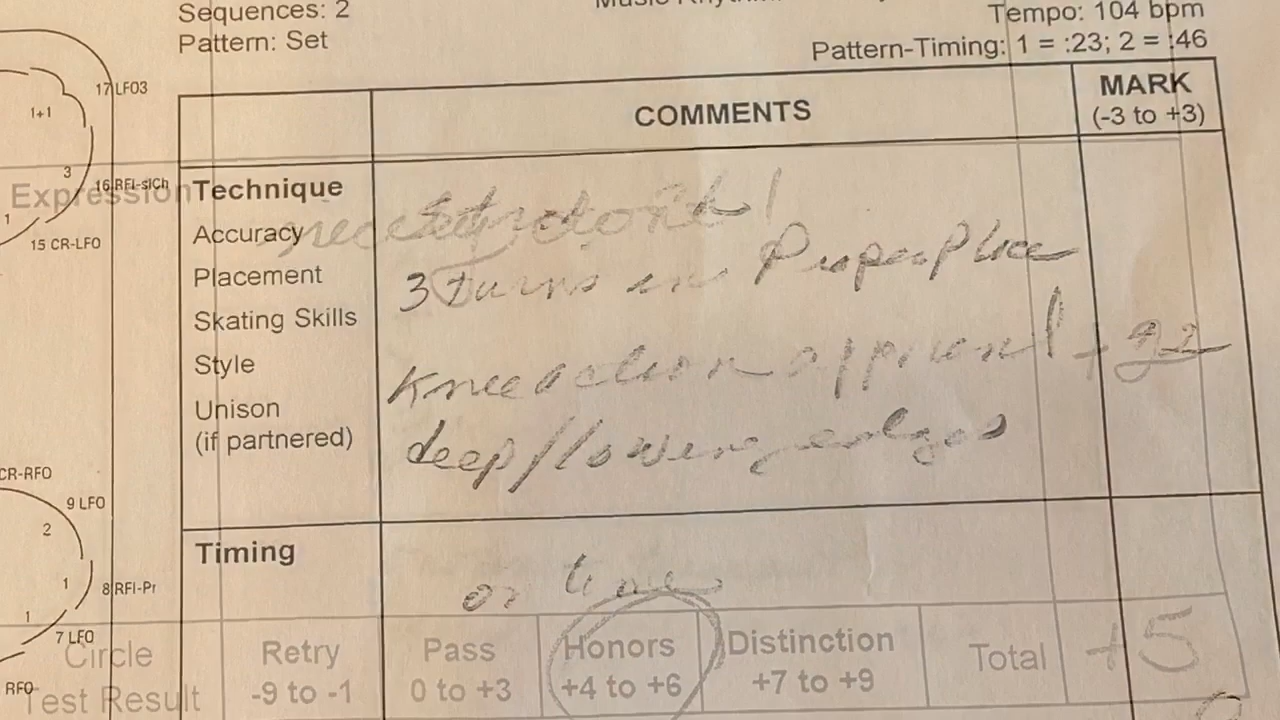 Sequences: 2
Pattern: Set
Tempo: 104 bpm
Pattern-Timing: 1 = :23; 2 = :46
COMMENTS
MARK
(-3 to +3)
17 LFO3
1+1
3
16 RFI-slCh
1
15 CR-LFO
Expression
Technique
Accuracy
Placement
Skating Skills
Style
Unison
(if partnered)
3 turns in Proper Place
Knee action apparent!
deep/lowering edges
CR-RFO
9 LFO
2
1
8 RFI-Pr
1
7 LFO
RFO
Timing
on time
Circle
Test Result
Retry
-9 to -1
Pass
0 to +3
Honors
+4 to +6
Distinction
+7 to +9
Total
+5